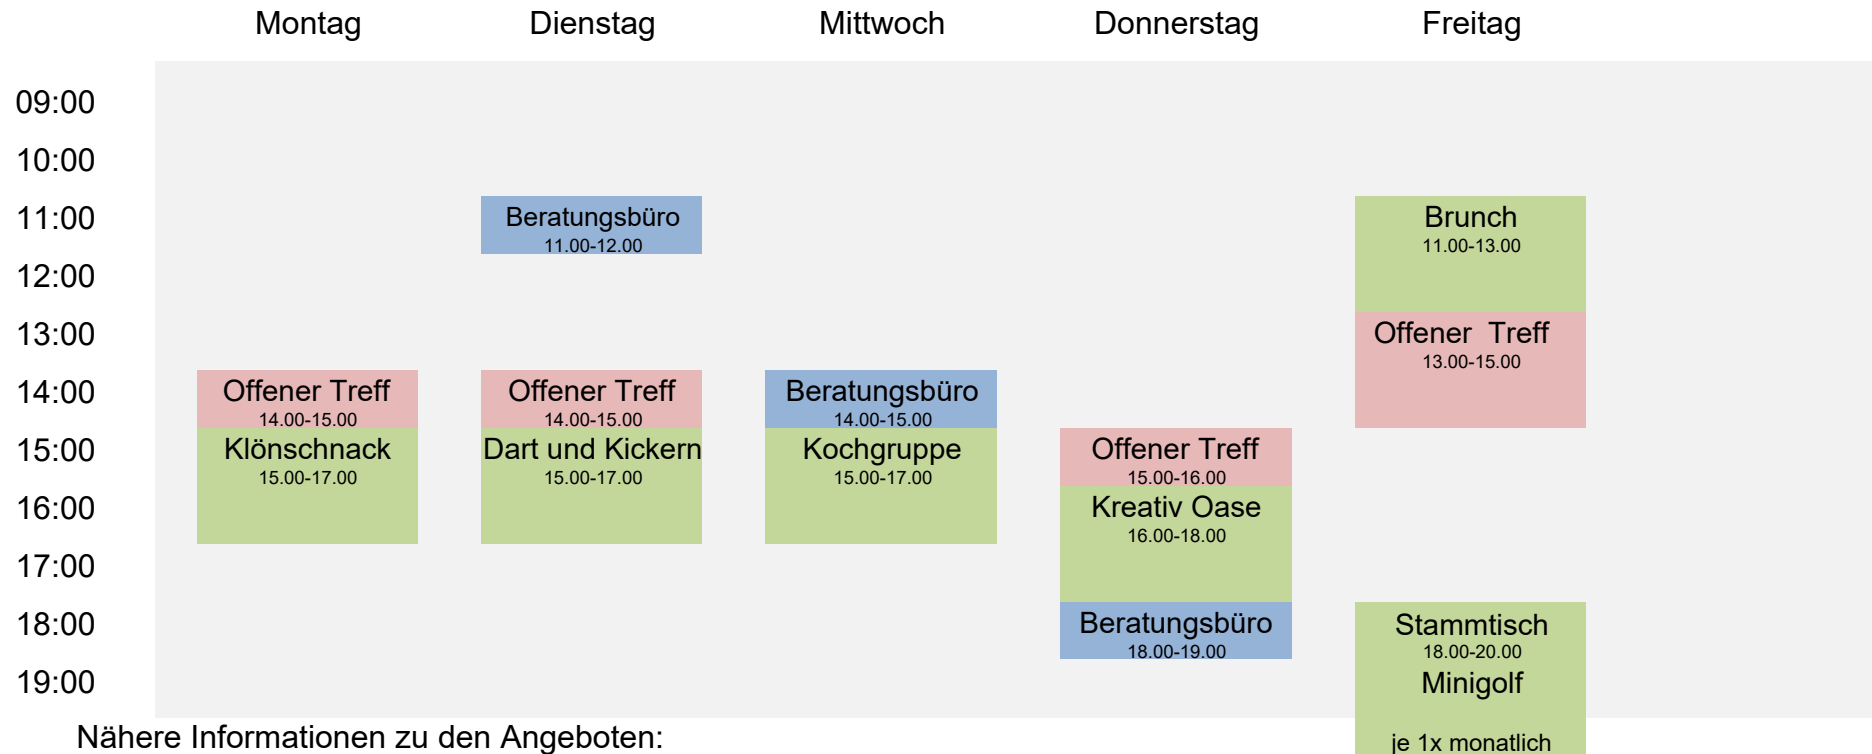 Montag Dienstag Mittwoch Donnerstag Freitag
09:00
10:00
11:00 Beratungsbüro Brunch
11.00-12.00 11.00-13.00
12:00
13:00 Offener Treff
13.00-15.00
14:00 Offener Treff Offener Treff Beratungsbüro
14.00-15.00 14.00-15.00 14.00-15.00
15:00 Klönschnack Dart und Kickern Kochgruppe Offener Treff
15.00-17.00 15.00-17.00 15.00-17.00 15.00-16.00
16:00 Kreativ Oase
16.00-18.00
17:00
18:00 Beratungsbüro Stammtisch
18.00-19.00 18.00-20.00
19:00 Minigolf
Nähere Informationen zu den Angeboten: je 1x monatlich